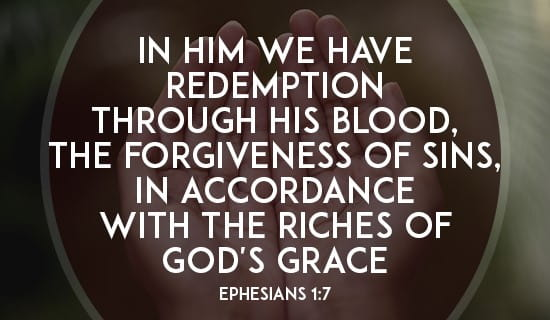 IN HIM WE HAVE
REDEMPTION
THROUGH HIS BLOOD,
THE FORGIVENESS OF SINS,
IN ACCORDANCE
WITH THE RICHES OF
GOD'S GRACE
EPHESIANS 1:7